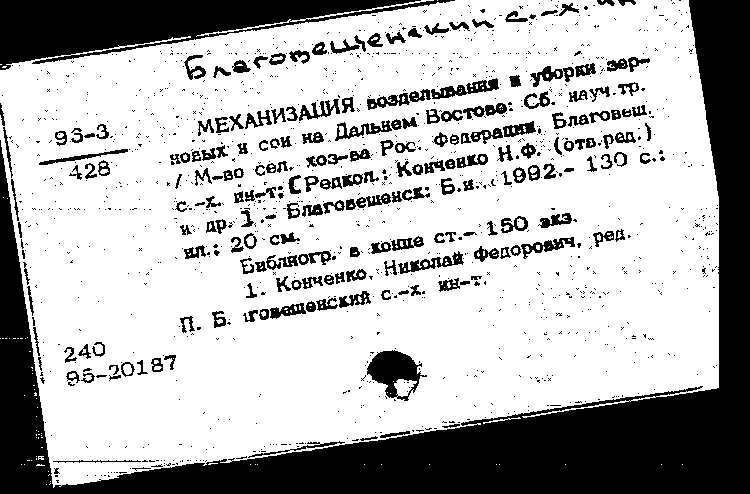 Благовещенский с.-х. ин
93-3
428
МЕХАНИЗАЦИЯ возделывания и уборки зер-
новых и сои на Дальнем Востоке: Сб. науч.тр.
/ М-во сел. хоз-ва Рос. Федерации, Благовещ.
с.-х. ин-т; [Редкол.: Конченко Н.Ф. (отв.ред.)
и др. ].- Благовещенск: Б.и., 1992.- 130 с.:
ил.; 20 см.
Библиогр. в конце ст.- 150 экз.
1. Конченко, Николай Федорович, ред.
П. Б. говещенский с.-х. ин-т.
240
95-20187